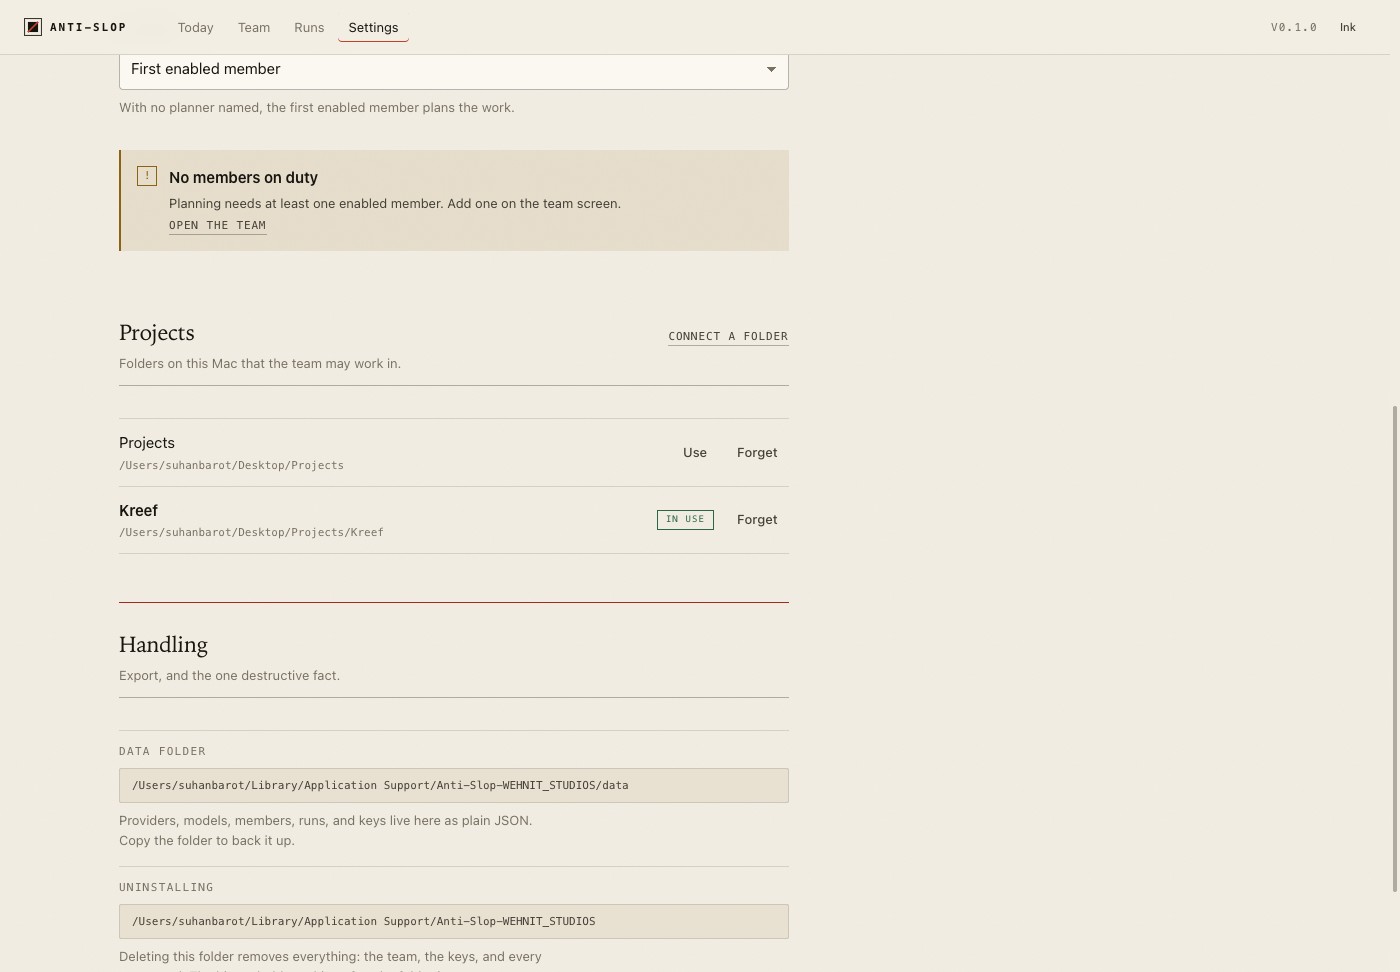 ANTI–SLOP Today Team Runs Settings V0.1.0 Ink
First enabled member
With no planner named, the first enabled member plans the work.
! No members on duty
Planning needs at least one enabled member. Add one on the team screen.
OPEN THE TEAM
Projects CONNECT A FOLDER
Folders on this Mac that the team may work in.
Projects Use Forget
/Users/suhanbarot/Desktop/Projects
Kreef IN USE Forget
/Users/suhanbarot/Desktop/Projects/Kreef
Handling
Export, and the one destructive fact.
DATA FOLDER
/Users/suhanbarot/Library/Application Support/Anti–Slop–WEHNIT_STUDIOS/data
Providers, models, members, runs, and keys live here as plain JSON.
Copy the folder to back it up.
UNINSTALLING
/Users/suhanbarot/Library/Application Support/Anti–Slop–WEHNIT_STUDIOS
Deleting this folder removes everything: the team, the keys, and every